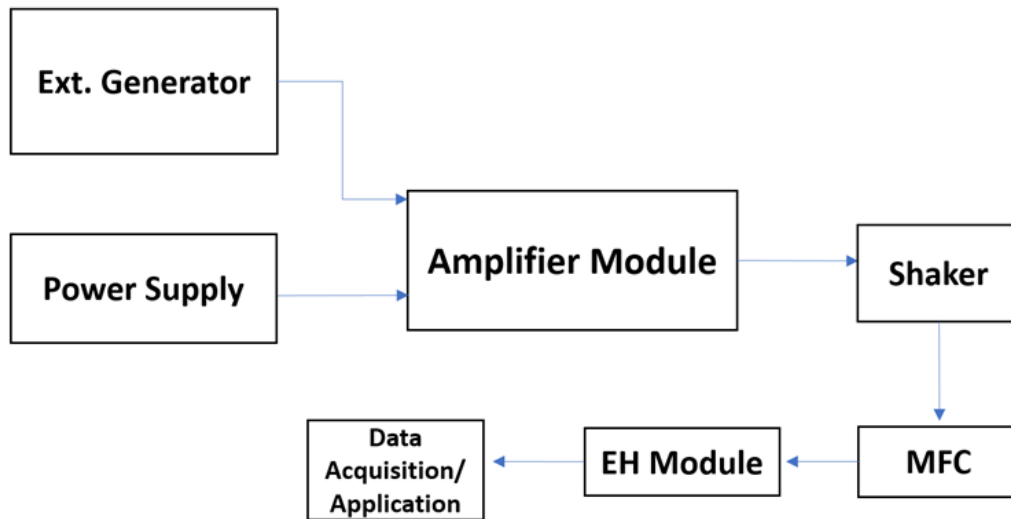 Ext. Generator
Power Supply
Amplifier Module
Shaker
MFC
EH Module
Data
Acquisition/
Application